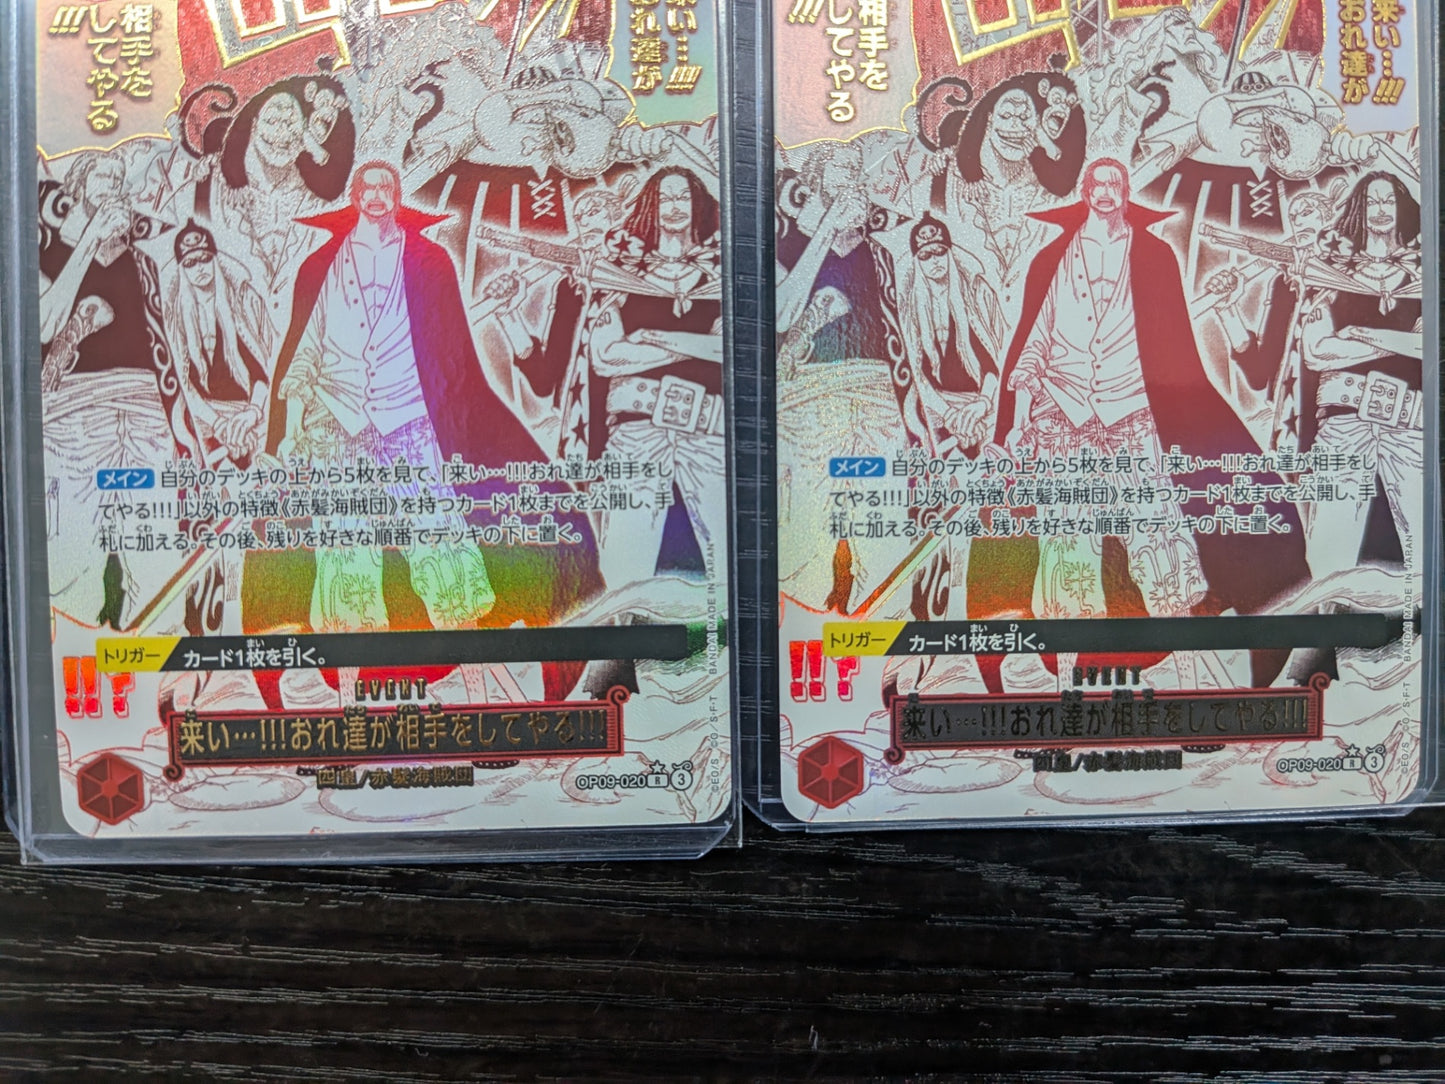 相手を
してやる
!!!
来い…!!!
おれ達が
メイン 自分のデッキの上から5枚を見て、「来い…!!!おれ達が相手をし
てやる!!!」以外の特徴《赤髪海賊団》を持つカード1枚までを公開し、手
札に加える。その後、残りを好きな順番でデッキの下に置く。
トリガー カード1枚を引く。
!!?
EVENT
来い…!!!おれ達が相手をしてやる!!!
四皇/赤髪海賊団
OP09-020 R 3
©E.O/S. ©O. S·F·T BANDAI MADE IN JAPAN
相手を
してやる
!!!
来い…!!!
おれ達が
メイン 自分のデッキの上から5枚を見て、「来い…!!!おれ達が相手をし
てやる!!!」以外の特徴《赤髪海賊団》を持つカード1枚までを公開し、手
札に加える。その後、残りを好きな順番でデッキの下に置く。
トリガー カード1枚を引く。
!!?
EVENT
来い…!!!おれ達が相手をしてやる!!!
四皇/赤髪海賊団
OP09-020 R 3
©E.O/S. ©O. S·F·T BANDAI MADE IN JAPAN